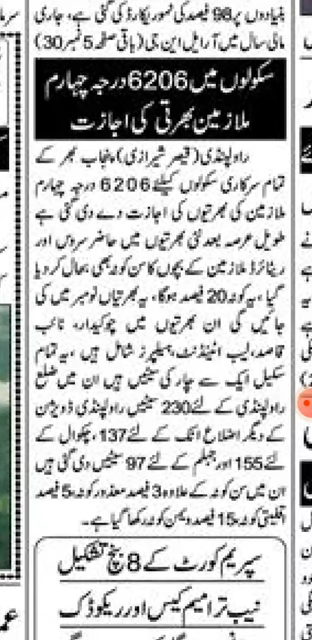 بنیادوں پر 98 فیصد کی نمو ریکارڈ کی گئی ہے، جاری
مالی سال میں آر ایل این جی (باقی صفحہ 5 نمبر 30)
سکولوں میں 6206 درجہ چہارم
ملازمین بھرتی کی اجازت
راولپنڈی (قیصر شیرازی) پنجاب بھر کے
تمام سرکاری سکولوں کیلئے 6206 درجہ چہارم
ملازمین کی بھرتیوں کی اجازت دے دی گئی ہے
طویل عرصہ بعد نئی بھرتیوں میں حاضر سروس اور
ریٹائرڈ ملازمین کے بچوں کا سن کوٹہ بھی بحال کر دیا
گیا ہے، یہ کوٹہ 20 فیصد ہوگا، یہ بھرتیاں نومبر میں کی
جائیں گی ان بھرتیوں میں چوکیدار، نائب
قاصد، لیب اٹینڈنٹ، ہیلپرز شامل ہیں، یہ تمام
سکیل ایک سے چار کی سٹیں ہیں ان میں ضلع
راولپنڈی کے لئے 230 سٹیں راولپنڈی ڈویژن
کے دیگر اضلاع اٹک کے لئے 137، چکوال کے
لئے 155 اور جہلم کے لئے 97 سٹیں دی گئی ہیں
ان میں سن کوٹہ کے علاوہ 3 فیصد معذور کوٹہ، 5 فیصد
اقلیتی کوٹہ، 15 فیصد ویمن کوٹہ رکھا گیا ہے۔
سپریم کورٹ کے 8 بنچ تشکیل
نیب ترامیم کیس اور ریکوڈک